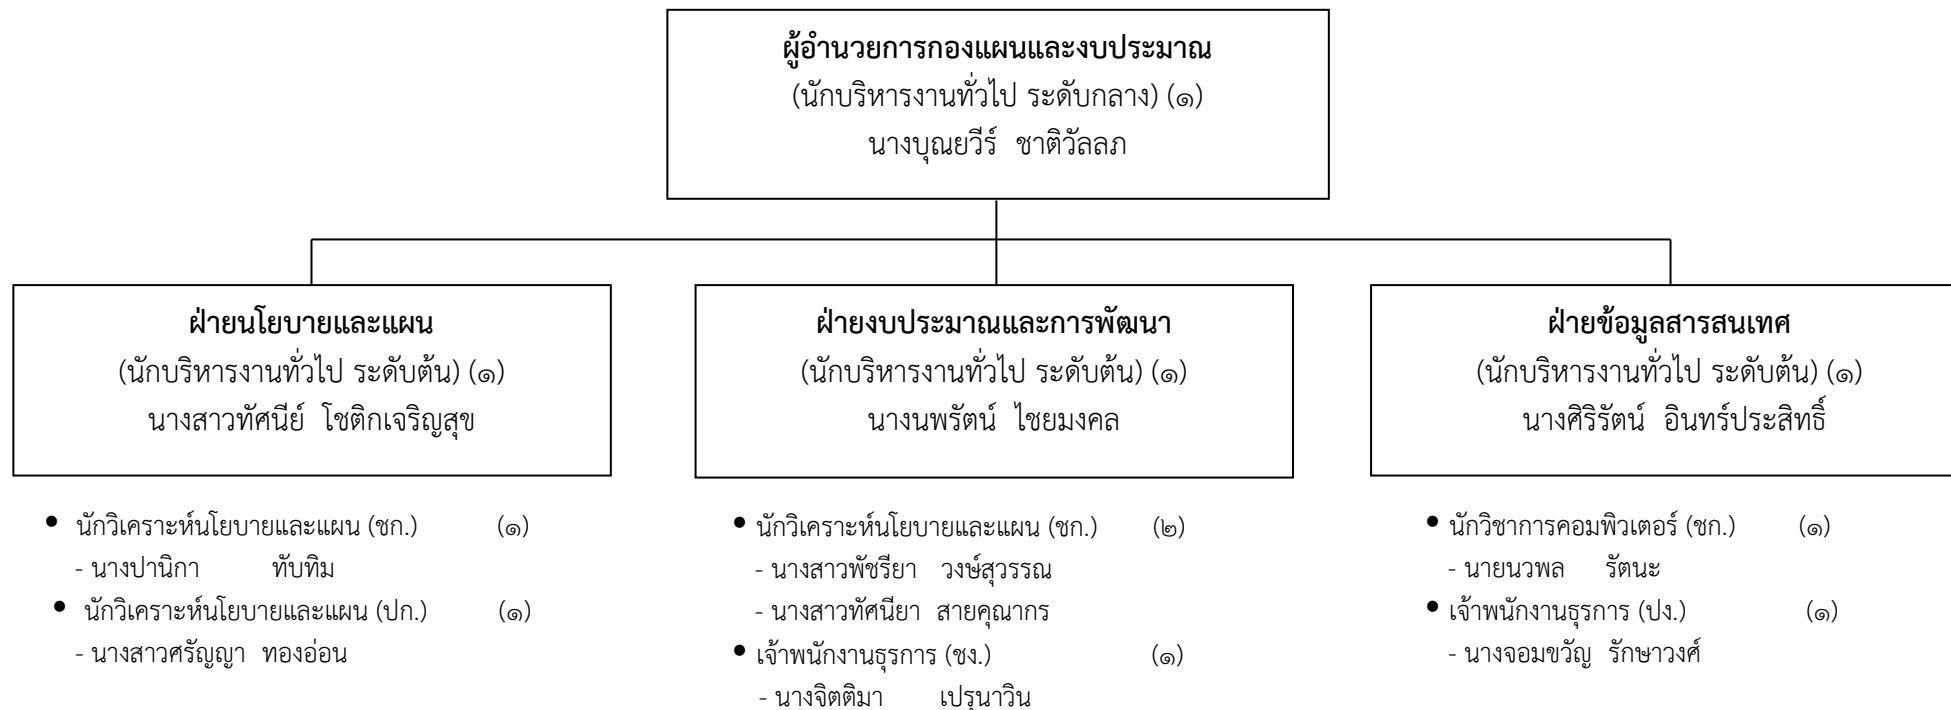 ผู้อำนวยการกองแผนและงบประมาณ
(นักบริหารงานทั่วไป ระดับกลาง) (๑)
นางบุณยวีร์ ชาติวัลลภ
ฝ่ายนโยบายและแผน
(นักบริหารงานทั่วไป ระดับต้น) (๑)
นางสาวทัศนีย์ โชติกเจริญสุข
• นักวิเคราะห์นโยบายและแผน (ชก.) (๑)
- นางปานิกา ทับทิม
• นักวิเคราะห์นโยบายและแผน (ปก.) (๑)
- นางสาวศรัญญา ทองอ่อน
ฝ่ายงบประมาณและการพัฒนา
(นักบริหารงานทั่วไป ระดับต้น) (๑)
นางนพรัตน์ ไชยมงคล
• นักวิเคราะห์นโยบายและแผน (ชก.) (๒)
- นางสาวพัชรียา วงษ์สุวรรณ
- นางสาวทัศนียา สายคุณากร
• เจ้าพนักงานธุรการ (ชง.) (๑)
- นางจิตติมา เปรุนาวิน
ฝ่ายข้อมูลสารสนเทศ
(นักบริหารงานทั่วไป ระดับต้น) (๑)
นางศิริรัตน์ อินทร์ประสิทธิ์
• นักวิชาการคอมพิวเตอร์ (ชก.) (๑)
- นายนวพล รัตนะ
• เจ้าพนักงานธุรการ (ปง.) (๑)
- นางจอมขวัญ รักษาวงศ์